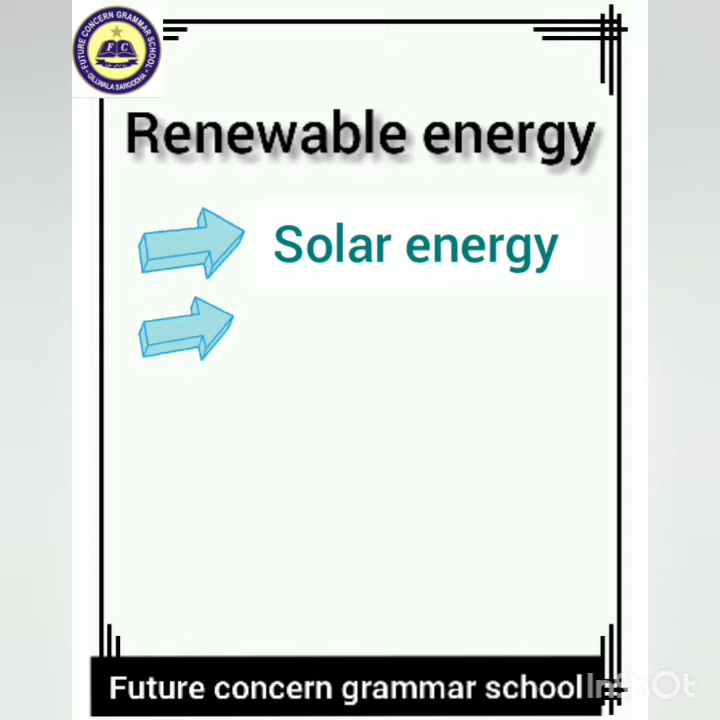 FUTURE CONCERN GRAMMAR SCHOOL
F C
GILLWALA SARGODHA
Renewable energy
Solar energy
Future concern grammar school
InShOt